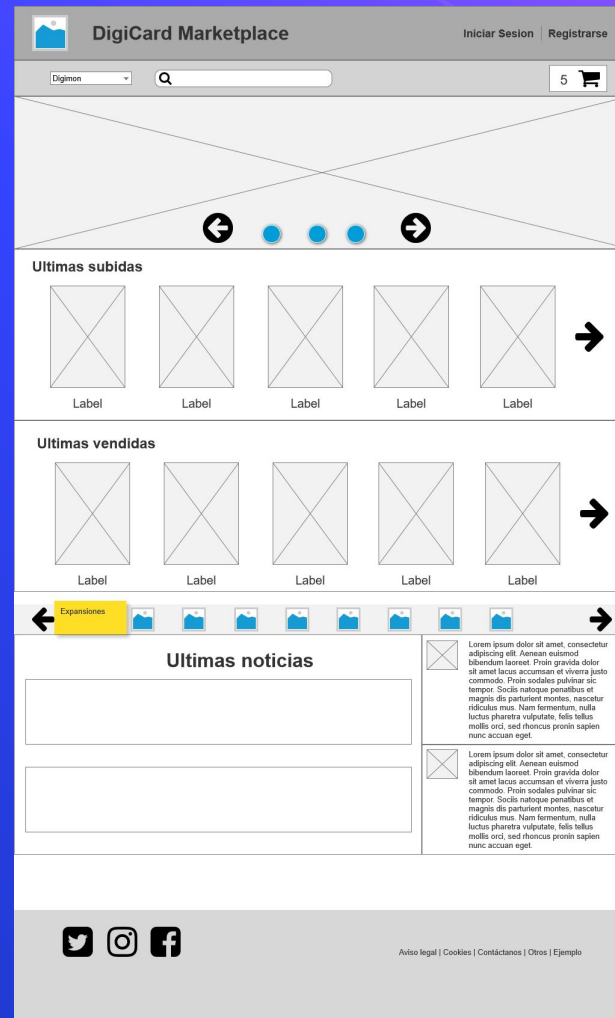 DigiCard Marketplace
Iniciar Sesion
Registrarse
Digimon
5
Ultimas subidas
Label
Label
Label
Label
Label
Ultimas vendidas
Label
Label
Label
Label
Label
Expansiones
Ultimas noticias
Lorem ipsum dolor sit amet, consectetur
adipiscing elit. Aenean euismod
bibendum laoreet. Proin gravida dolor
sit amet lacus accumsan et viverra justo
commodo. Proin sodales pulvinar sic
tempor. Sociis natoque penatibus et
magnis dis parturient montes, nascetur
ridiculus mus. Nam fermentum, nulla
luctus pharetra vulputate, felis tellus
mollis orci, sed rhoncus pronin sapien
nunc accuan eget.
Lorem ipsum dolor sit amet, consectetur
adipiscing elit. Aenean euismod
bibendum laoreet. Proin gravida dolor
sit amet lacus accumsan et viverra justo
commodo. Proin sodales pulvinar sic
tempor. Sociis natoque penatibus et
magnis dis parturient montes, nascetur
ridiculus mus. Nam fermentum, nulla
luctus pharetra vulputate, felis tellus
mollis orci, sed rhoncus pronin sapien
nunc accuan eget.
Aviso legal | Cookies | Contáctanos | Otros | Ejemplo